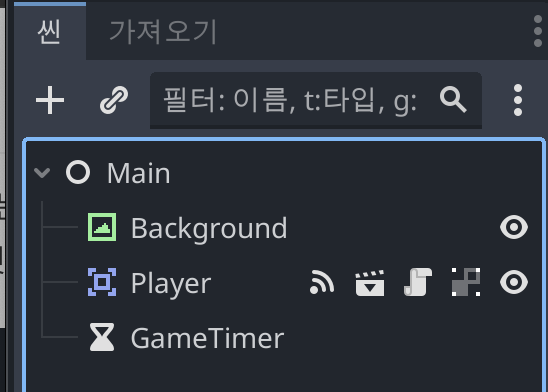 씬 가져오기
필터: 이름, t:타입, g:
Main
Background
Player
GameTimer